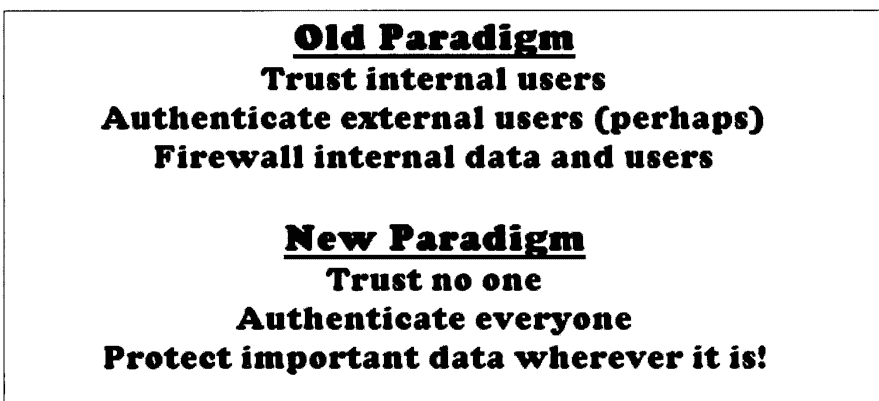 Old Paradigm
Trust internal users
Authenticate external users (perhaps)
Firewall internal data and users
New Paradigm
Trust no one
Authenticate everyone
Protect important data wherever it is!